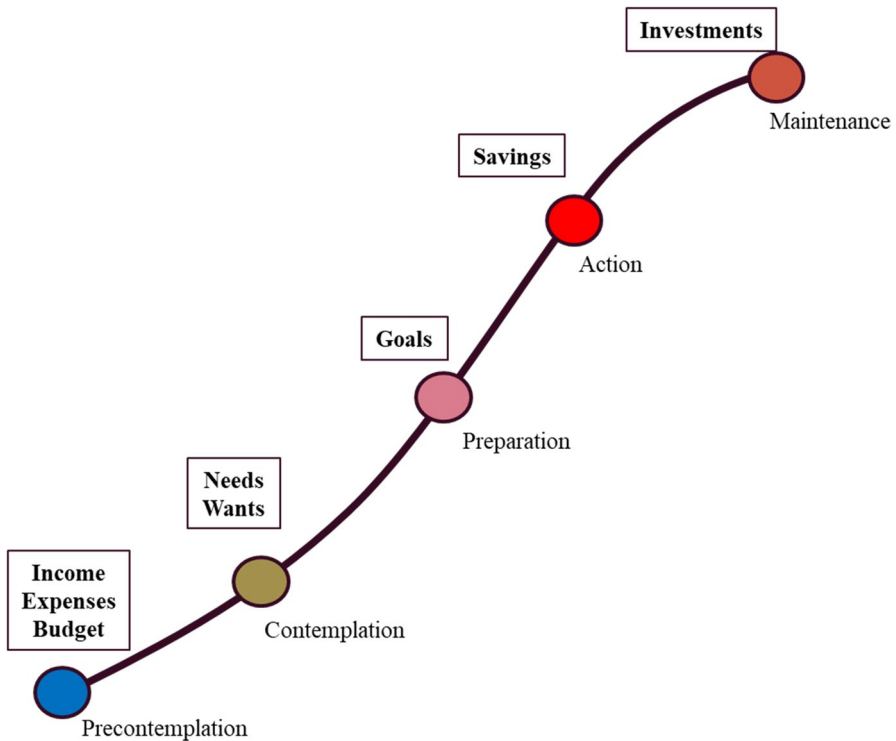 Investments
Maintenance
Savings
Action
Goals
Preparation
Needs
Wants
Contemplation
Income
Expenses
Budget
Precontemplation